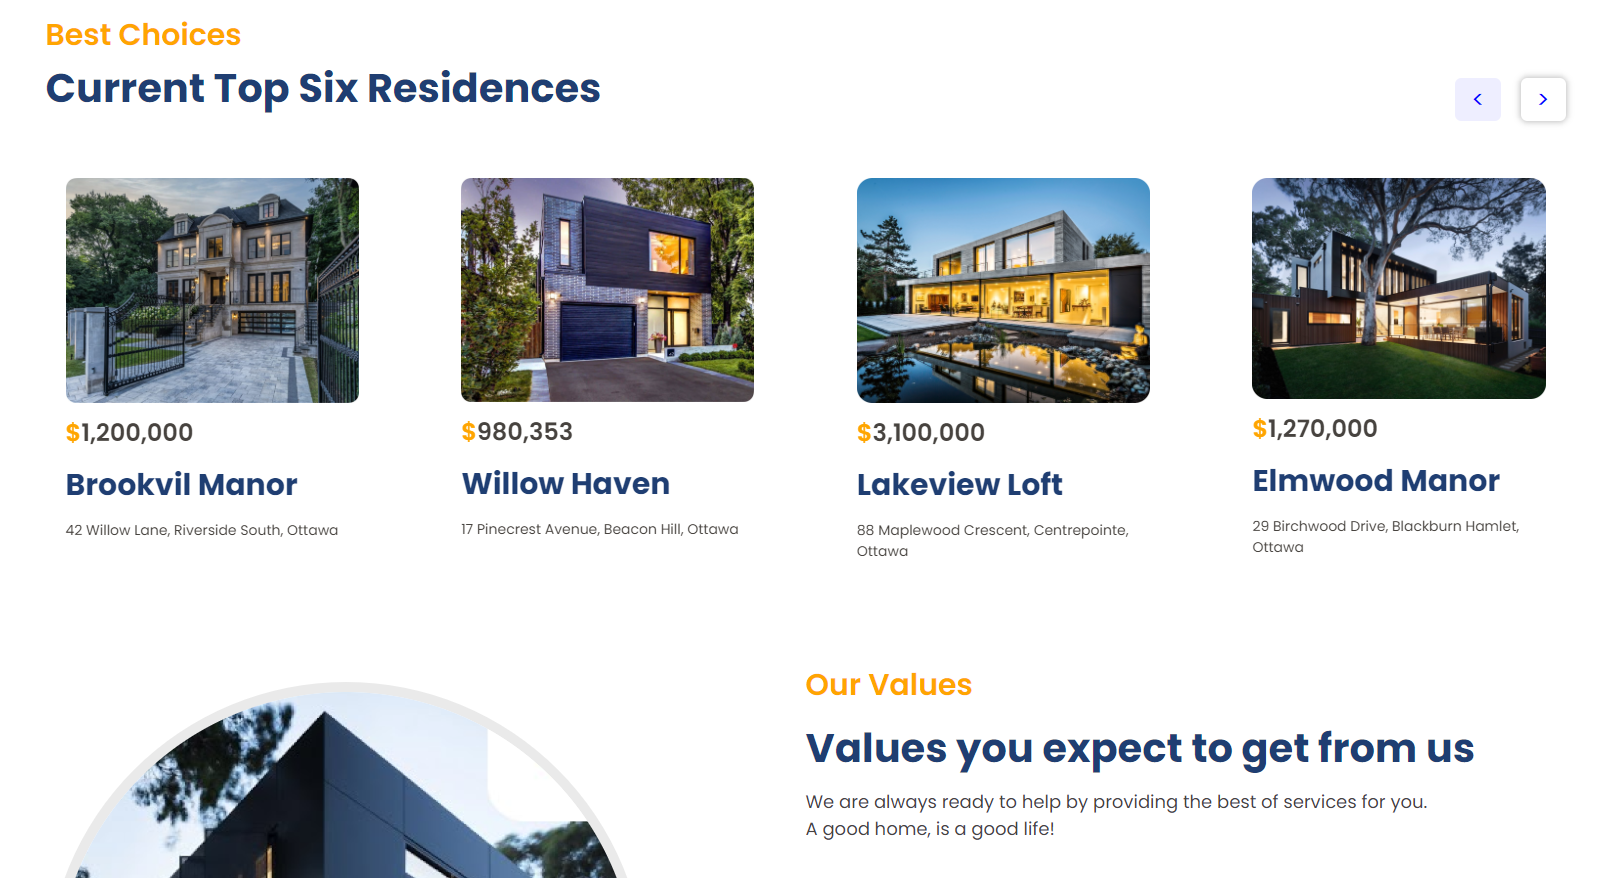 Best Choices
Current Top Six Residences
<
>
$1,200,000
Brookvil Manor
42 Willow Lane, Riverside South, Ottawa
$980,353
Willow Haven
17 Pinecrest Avenue, Beacon Hill, Ottawa
$3,100,000
Lakeview Loft
88 Maplewood Crescent, Centrepointe,
Ottawa
$1,270,000
Elmwood Manor
29 Birchwood Drive, Blackburn Hamlet,
Ottawa
Our Values
Values you expect to get from us
We are always ready to help by providing the best of services for you.
A good home, is a good life!